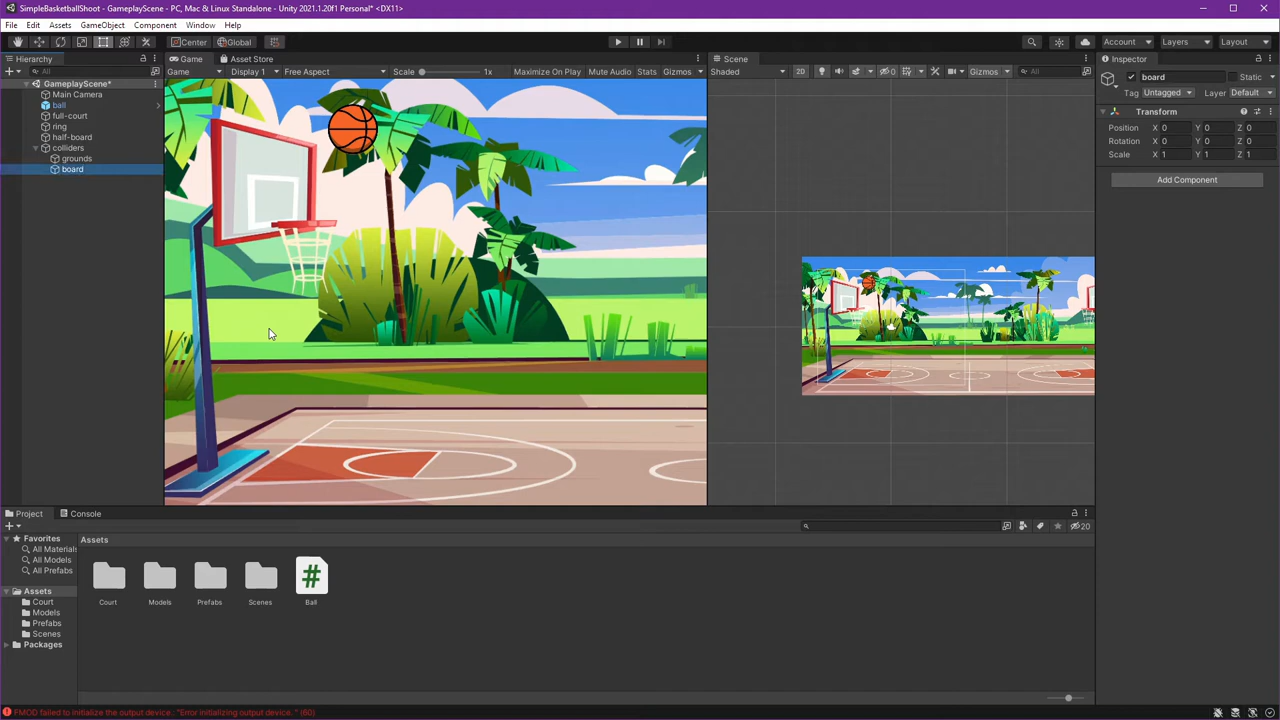 SimpleBasketballShoot - GameplayScene - PC, Mac & Linux Standalone - Unity 2021.1.20f1 Personal* <DX11>
File Edit Assets GameObject Component Window Help
Center Global Account Layers Layout
Hierarchy Game Asset Store Scene Inspector
All Game Display 1 Free Aspect Scale 1x Maximize On Play Mute Audio Stats Gizmos Shaded 2D 0 Gizmos All board Static
GameplayScene*
Main Camera
Tag Untagged Layer Default
ball
full-court
Transform
ring
Position X 0 Y 0 Z 0
half-board
Rotation X 0 Y 0 Z 0
colliders
Scale X 1 Y 1 Z 1
grounds
board
Add Component
Project Console
20
Favorites Assets
All Materials
All Models
All Prefabs
Assets
Court
Models
Prefabs
Scenes
Packages
Court Models Prefabs Scenes Ball
FMOD failed to initialize the output device.: "Error initializing output device. " (60)